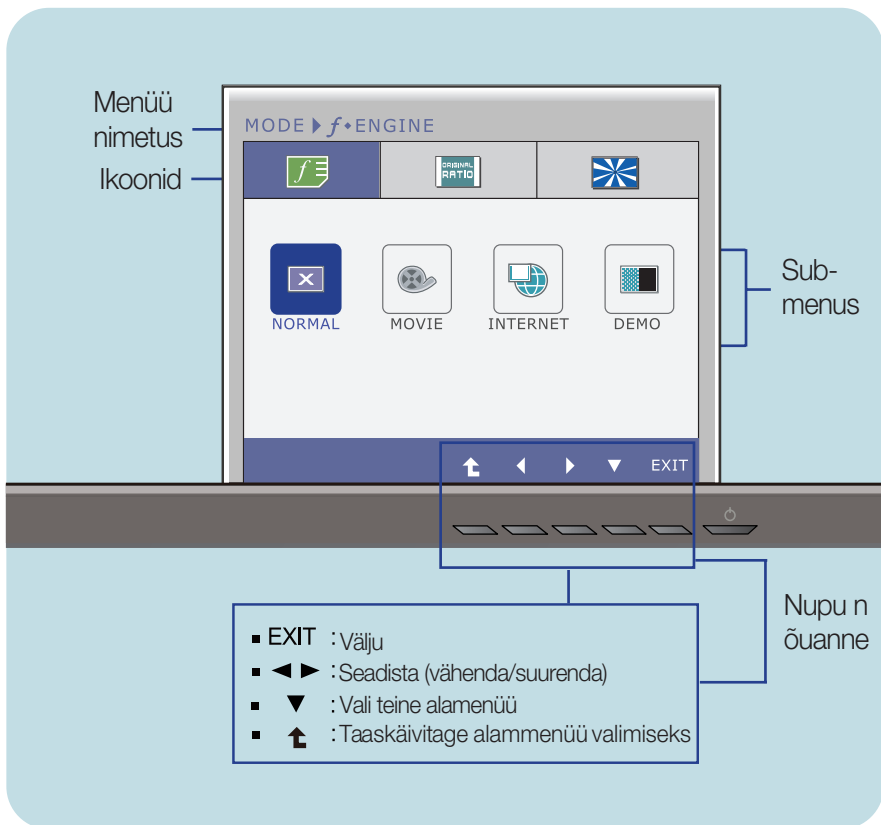 Menüü
nimetus
Ikoonid
MODE f ENGINE
f
ORIGINAL
RATIO
NORMAL
MOVIE
INTERNET
DEMO
Sub-
menus
EXIT
Nupu n
õuanne
EXIT : Välju
: Seadista (vähenda/suurenda)
: Vali teine alamenüü
: Taaskäivitage alammenüü valimiseks